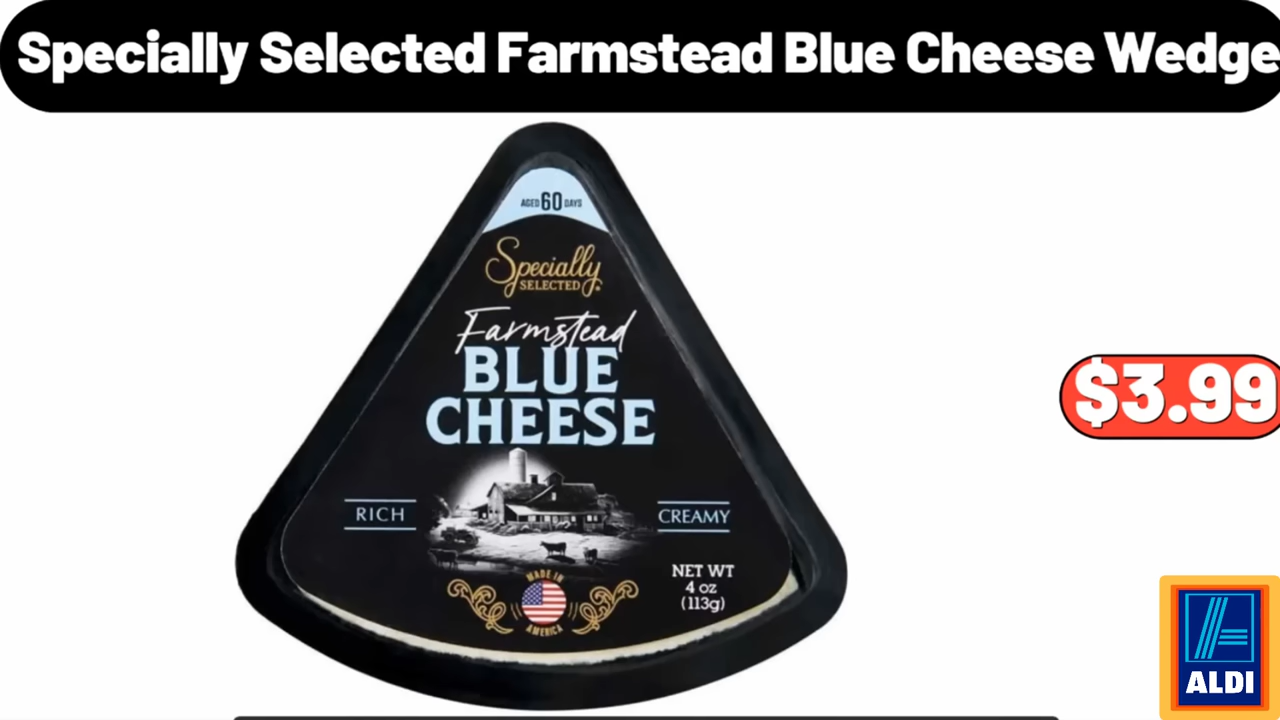 Specially Selected Farmstead Blue Cheese Wedge
AGED 60 DAYS
Specially
SELECTED
Farmstead
BLUE
CHEESE
RICH
CREAMY
NET WT
4 oz
(113g)
MADE IN
AMERICA
$3.99
ALDI